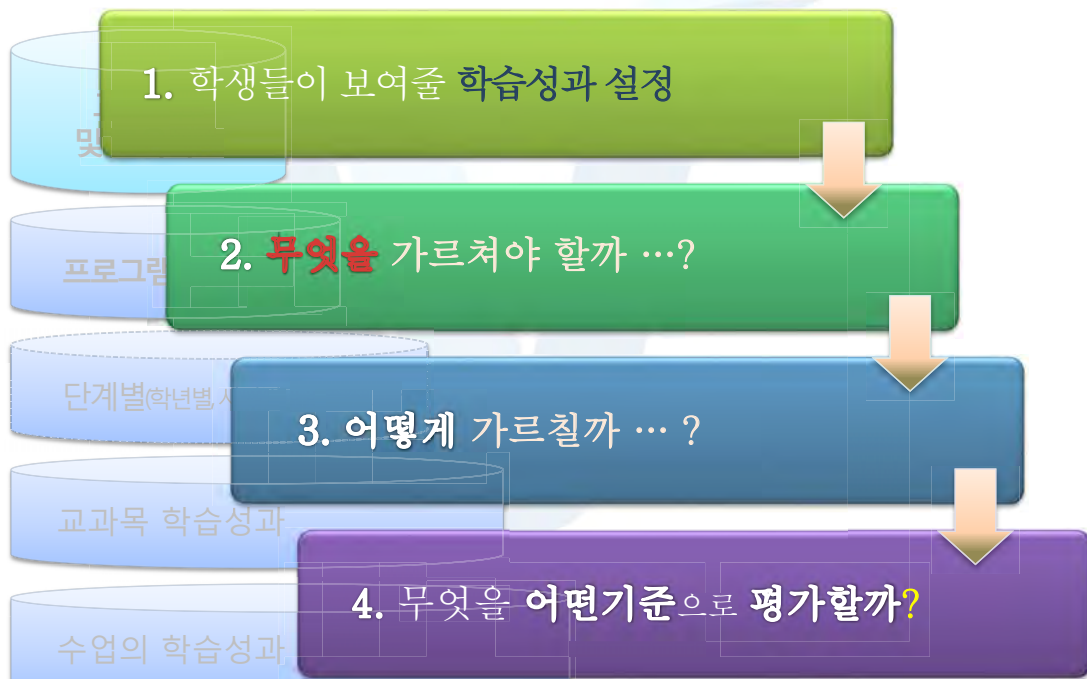 1. 학생들이 보여줄 학습성과 설정
및
2. 무엇을 가르쳐야 할까 …?
프로그램
3. 어떻게 가르칠까 … ?
단계별(학년별,
교과목 학습성과
4. 무엇을 어떤기준으로 평가할까?
수업의 학습성과